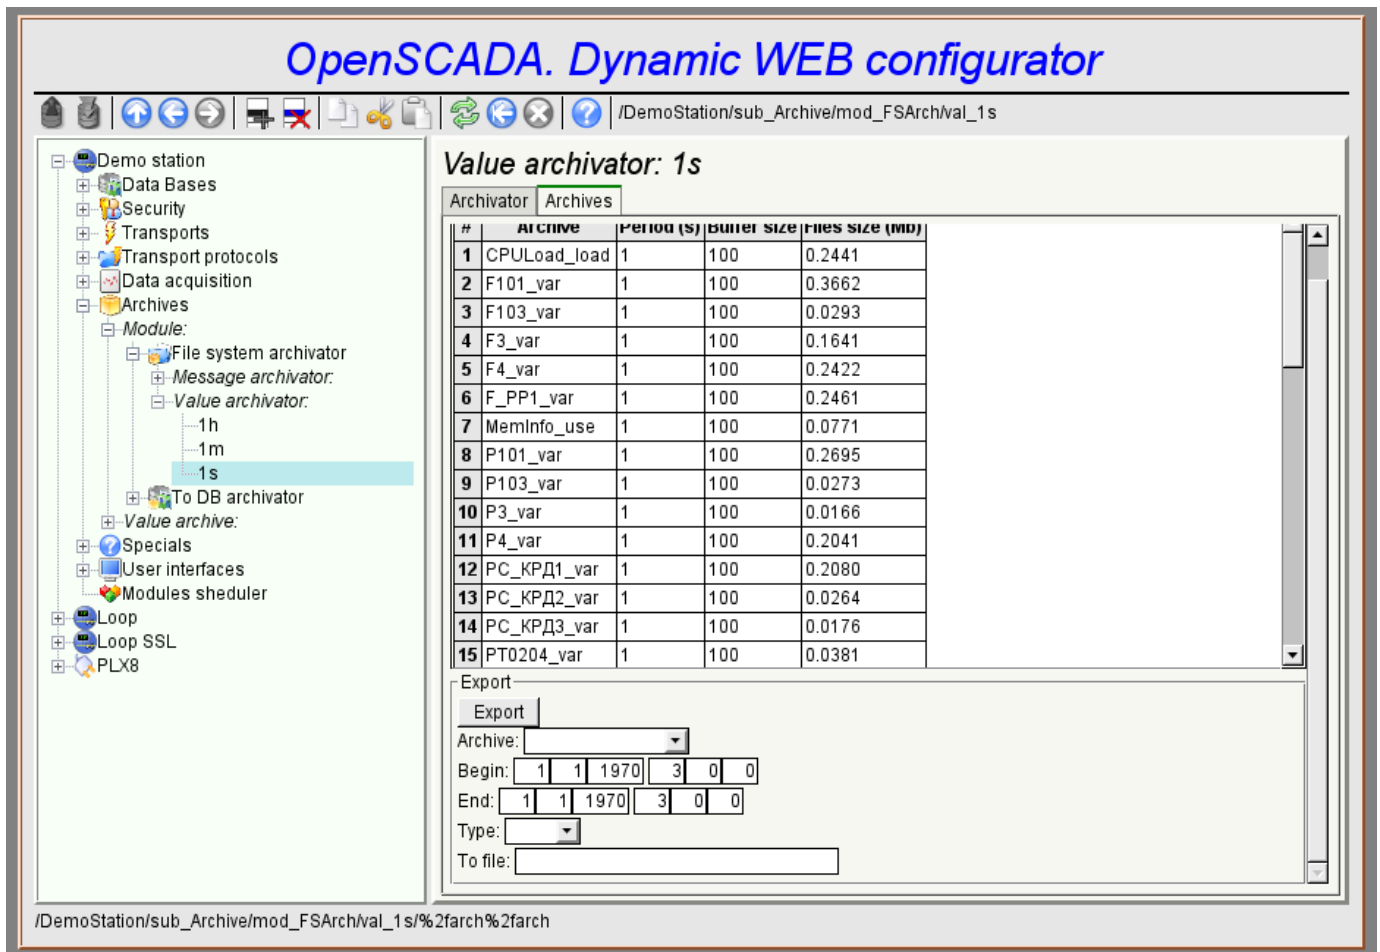 OpenSCADA. Dynamic WEB configurator
/DemoStation/sub_Archive/mod_FSArch/val_1s
Demo station
Data Bases
Security
Transports
Transport protocols
Data acquisition
Archives
Module:
File system archivator
Message archivator:
Value archivator:
1h
1m
1s
To DB archivator
Value archive:
Specials
User interfaces
Modules sheduler
Loop
Loop SSL
PLX8
Value archivator: 1s
Archivator Archives
# Archive Period (s) Buffer size Files size (Mb)
1 CPULoad_load 1 100 0.2441
2 F101_var 1 100 0.3662
3 F103_var 1 100 0.0293
4 F3_var 1 100 0.1641
5 F4_var 1 100 0.2422
6 F_PP1_var 1 100 0.2461
7 MemInfo_use 1 100 0.0771
8 P101_var 1 100 0.2695
9 P103_var 1 100 0.0273
10 P3_var 1 100 0.0166
11 P4_var 1 100 0.2041
12 PC_КРД1_var 1 100 0.2080
13 PC_КРД2_var 1 100 0.0264
14 PC_КРД3_var 1 100 0.0176
15 PT0204_var 1 100 0.0381
Export
Export
Archive:
Begin: 1 1 1970 3 0 0
End: 1 1 1970 3 0 0
Type:
To file:
/DemoStation/sub_Archive/mod_FSArch/val_1s/%2farch%2farch